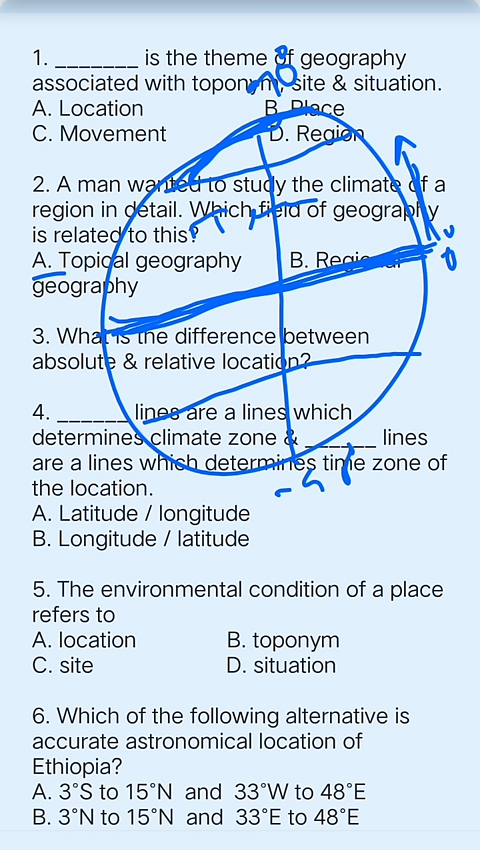 1. _______ is the theme of geography
associated with toponym, site & situation.
A. Location B. Place
C. Movement D. Region
2. A man wanted to study the climate of a
region in detail. Which field of geography
is related to this?
A. Topical geography B. Regional
geography
3. What is the difference between
absolute & relative location?
4. ______ lines are a lines which
determines climate zone & ______ lines
are a lines which determines time zone of
the location.
A. Latitude / longitude
B. Longitude / latitude
5. The environmental condition of a place
refers to
A. location B. toponym
C. site D. situation
6. Which of the following alternative is
accurate astronomical location of
Ethiopia?
A. 3°S to 15°N and 33°W to 48°E
B. 3°N to 15°N and 33°E to 48°E